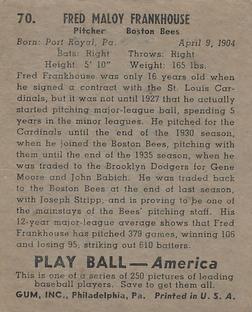 70. FRED MALOY FRANKHOUSE
Pitcher Boston Bees
Born: Port Royal, Pa. April 9, 1904
Bats: Right Throws: Right
Height: 5' 10" Weight: 165 lbs.
Fred Frankhouse was only 16 years old when
he signed a contract with the St. Louis Car-
dinals, but it was not until 1927 that he actually
started pitching major-league ball, spending 5
years in the minor leagues. He pitched for the
Cardinals until the end of the 1930 season,
when he joined the Boston Bees, pitching with
them until the end of the 1935 season, when he
was traded to the Brooklyn Dodgers for Gene
Moore and John Babich. He was traded back
to the Boston Bees at the end of last season,
with Joseph Stripp, and is proving to be one of
the mainstays of the Bees' pitching staff. His
12-year major-league average shows that Fred
Frankhouse has pitched 379 games, winning 106
and losing 95, striking out 610 batters.
PLAY BALL—America
This is one of a series of 250 pictures of leading
baseball players. Save to get them all.
GUM, INC., Philadelphia, Pa. Printed in U. S. A.